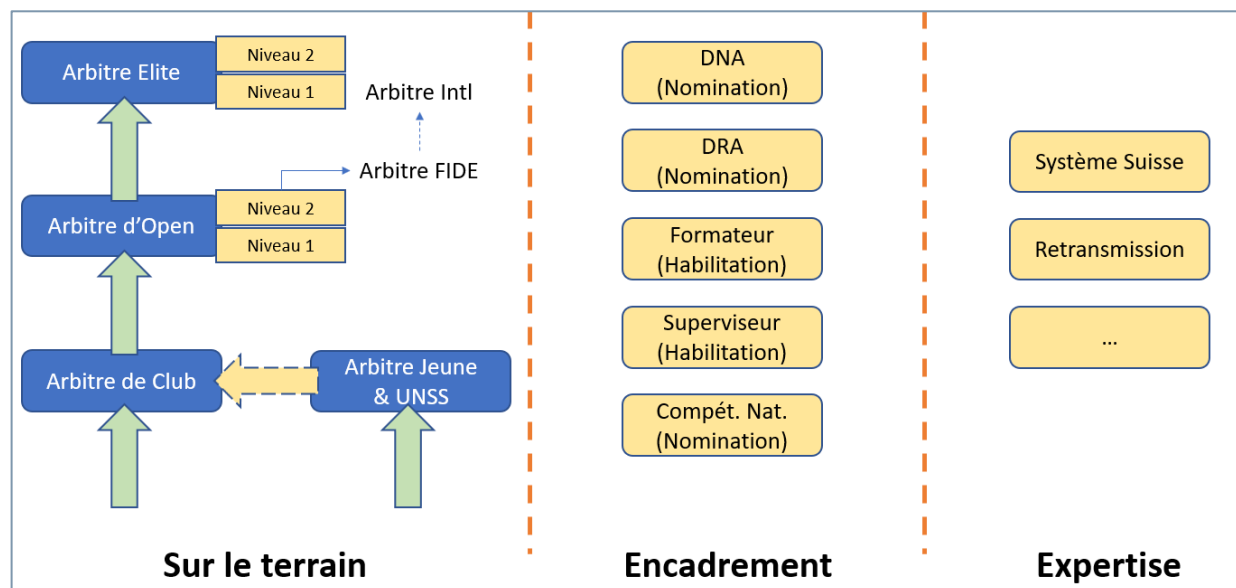 Arbitre Elite
Niveau 2
Niveau 1
Arbitre Intl
Arbitre FIDE
Arbitre d’Open
Niveau 2
Niveau 1
Arbitre de Club
Arbitre Jeune
& UNSS
Sur le terrain
DNA
(Nomination)
DRA
(Nomination)
Formateur
(Habilitation)
Superviseur
(Habilitation)
Compét. Nat.
(Nomination)
Encadrement
Système Suisse
Retransmission
...
Expertise